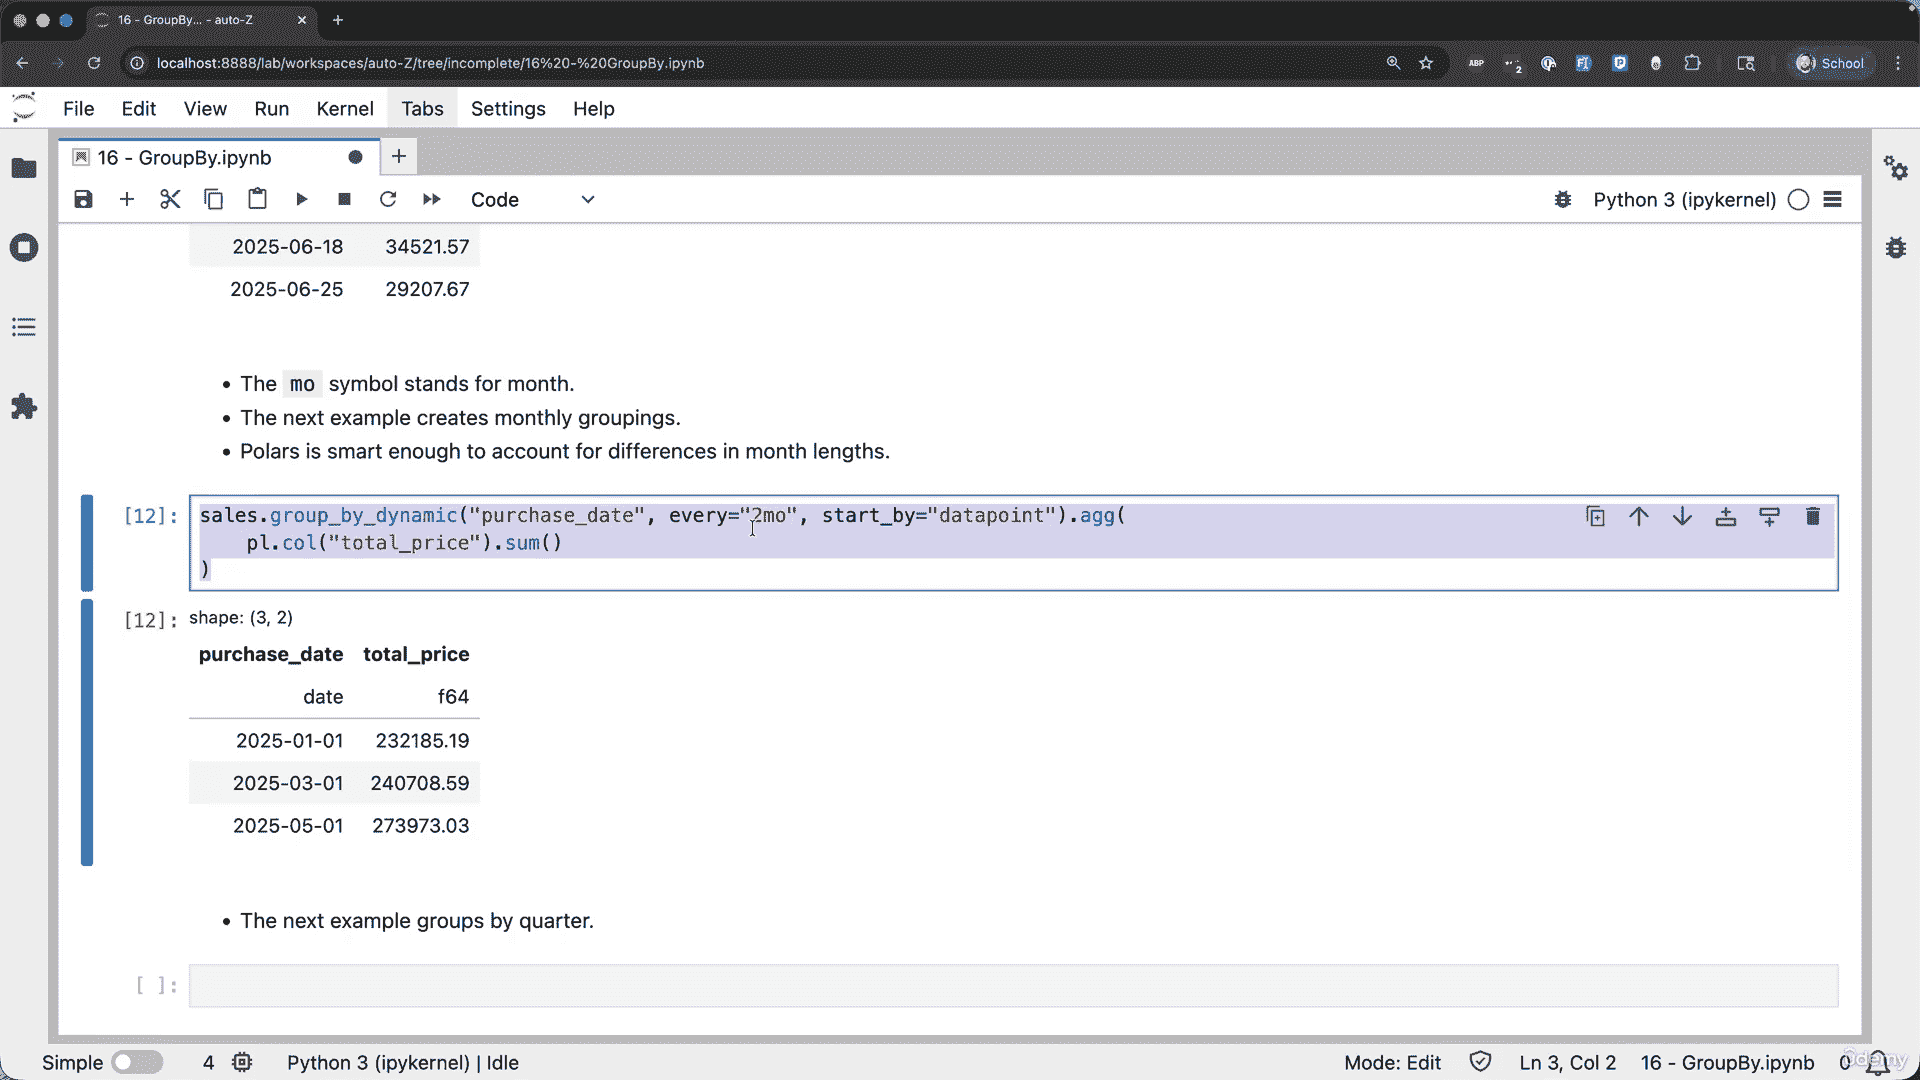 16 - GroupBy... - auto-Z
localhost:8888/lab/workspaces/auto-Z/tree/incomplete/16%20-%20GroupBy.ipynb
ABP
2
School
File Edit View Run Kernel Tabs Settings Help
16 - GroupBy.ipynb
Code
Python 3 (ipykernel)
2025-06-18 34521.57
2025-06-25 29207.67
• The mo symbol stands for month.
• The next example creates monthly groupings.
• Polars is smart enough to account for differences in month lengths.
[12]: sales.group_by_dynamic("purchase_date", every="2mo", start_by="datapoint").agg(
pl.col("total_price").sum()
)
[12]: shape: (3, 2)
purchase_date total_price
date f64
2025-01-01 232185.19
2025-03-01 240708.59
2025-05-01 273973.03
• The next example groups by quarter.
[ ]:
Simple 4 Python 3 (ipykernel) | Idle Mode: Edit Ln 3, Col 2 16 - GroupBy.ipynb 0
udemy